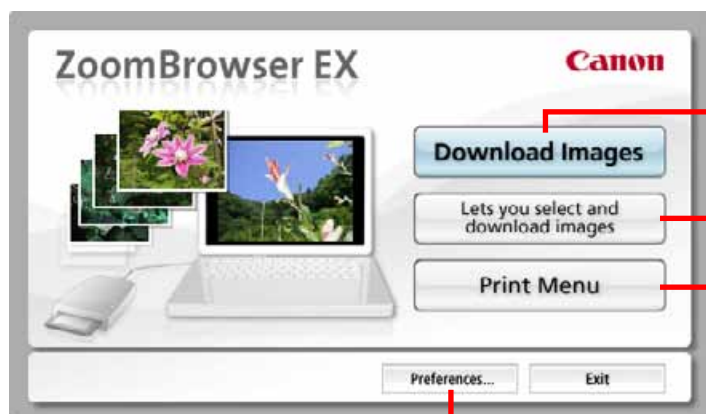 ZoomBrowser EX
Canon
Download Images
Lets you select and
download images
Print Menu
Preferences...
Exit